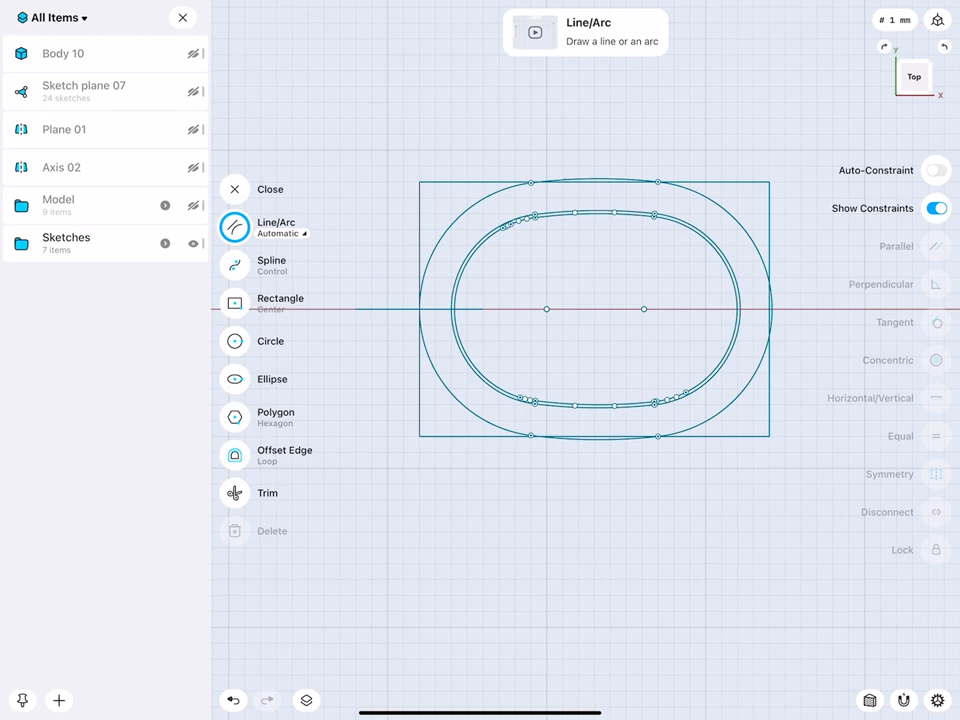 All Items
Body 10
Sketch plane 07
24 sketches
Plane 01
Axis 02
Model
9 items
Sketches
7 items
Line/Arc
Draw a line or an arc
# 1 mm
Y
Top
X
Close
Line/Arc
Automatic
Spline
Control
Rectangle
Center
Circle
Ellipse
Polygon
Hexagon
Offset Edge
Loop
Trim
Delete
Auto-Constraint
Show Constraints
Parallel
Perpendicular
Tangent
Concentric
Horizontal/Vertical
Equal
Symmetry
Disconnect
Lock